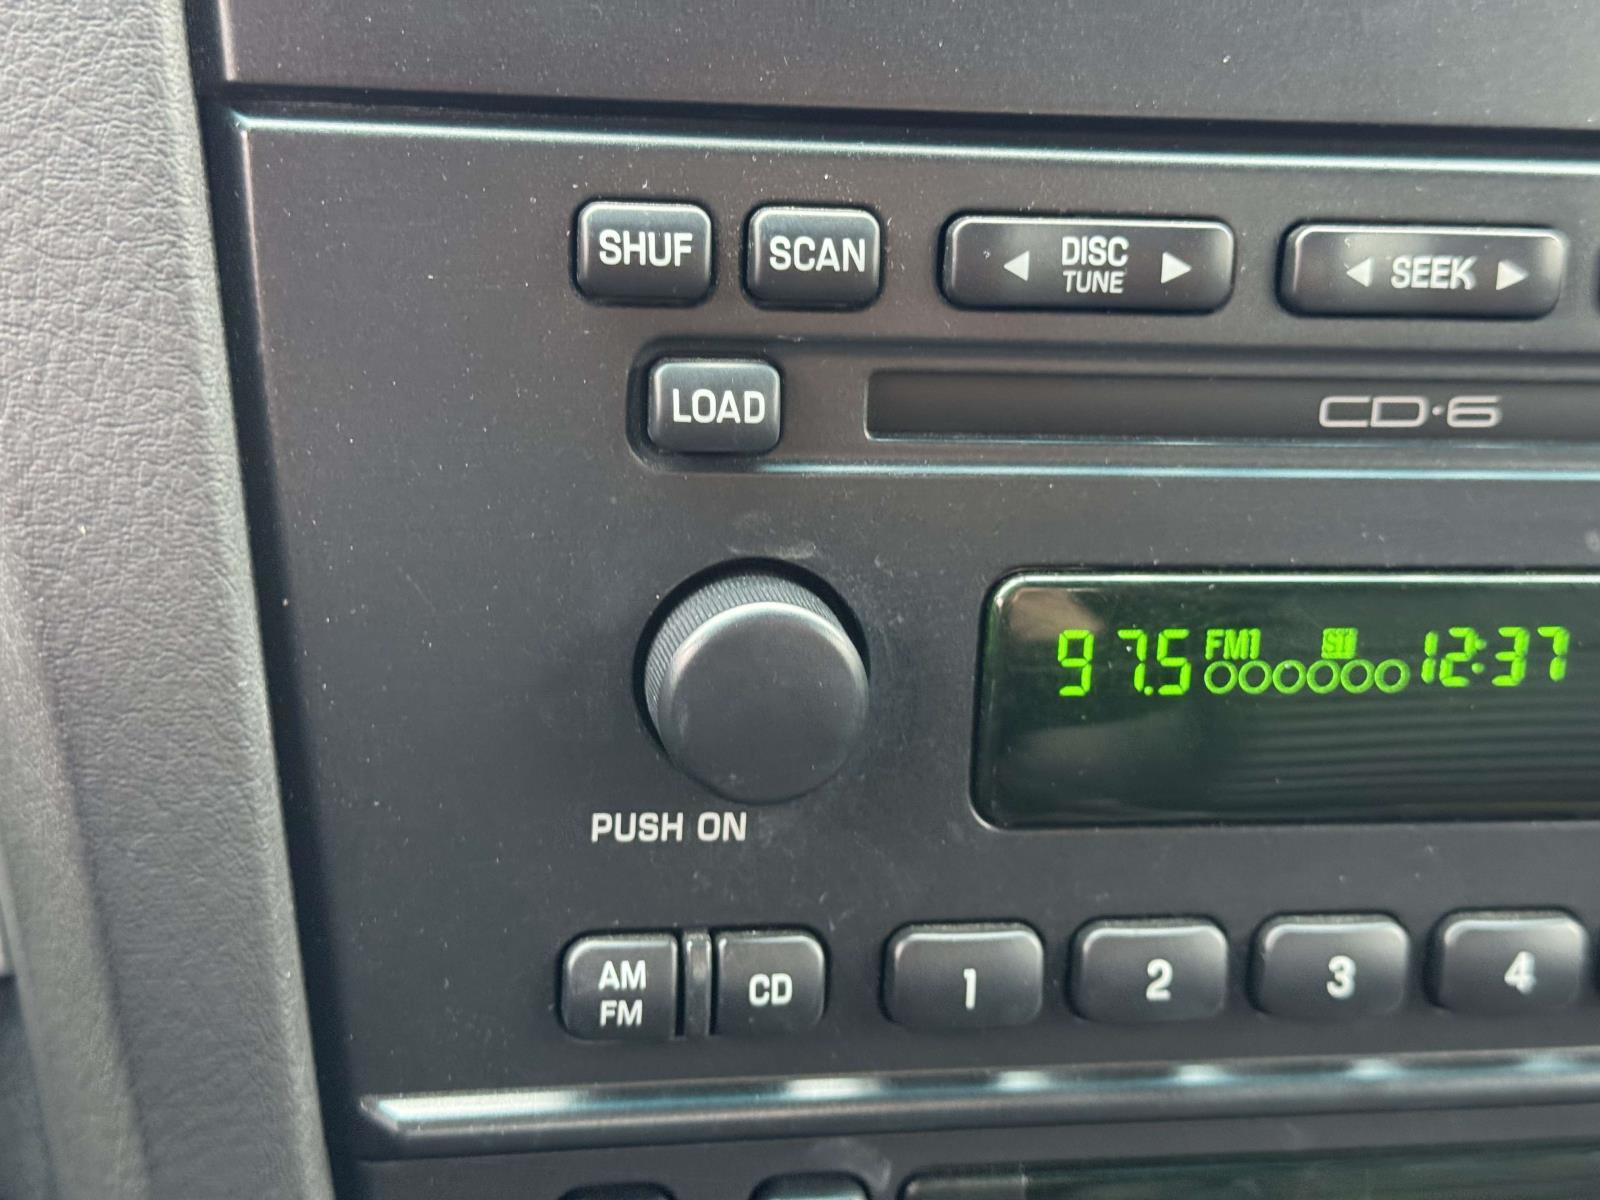 SHUF
SCAN
◀ DISC ▶
TUNE
◀ SEEK ▶
LOAD
CD·6
97.5 FM1 ST 12:37
PUSH ON
AM
FM
CD
1
2
3
4